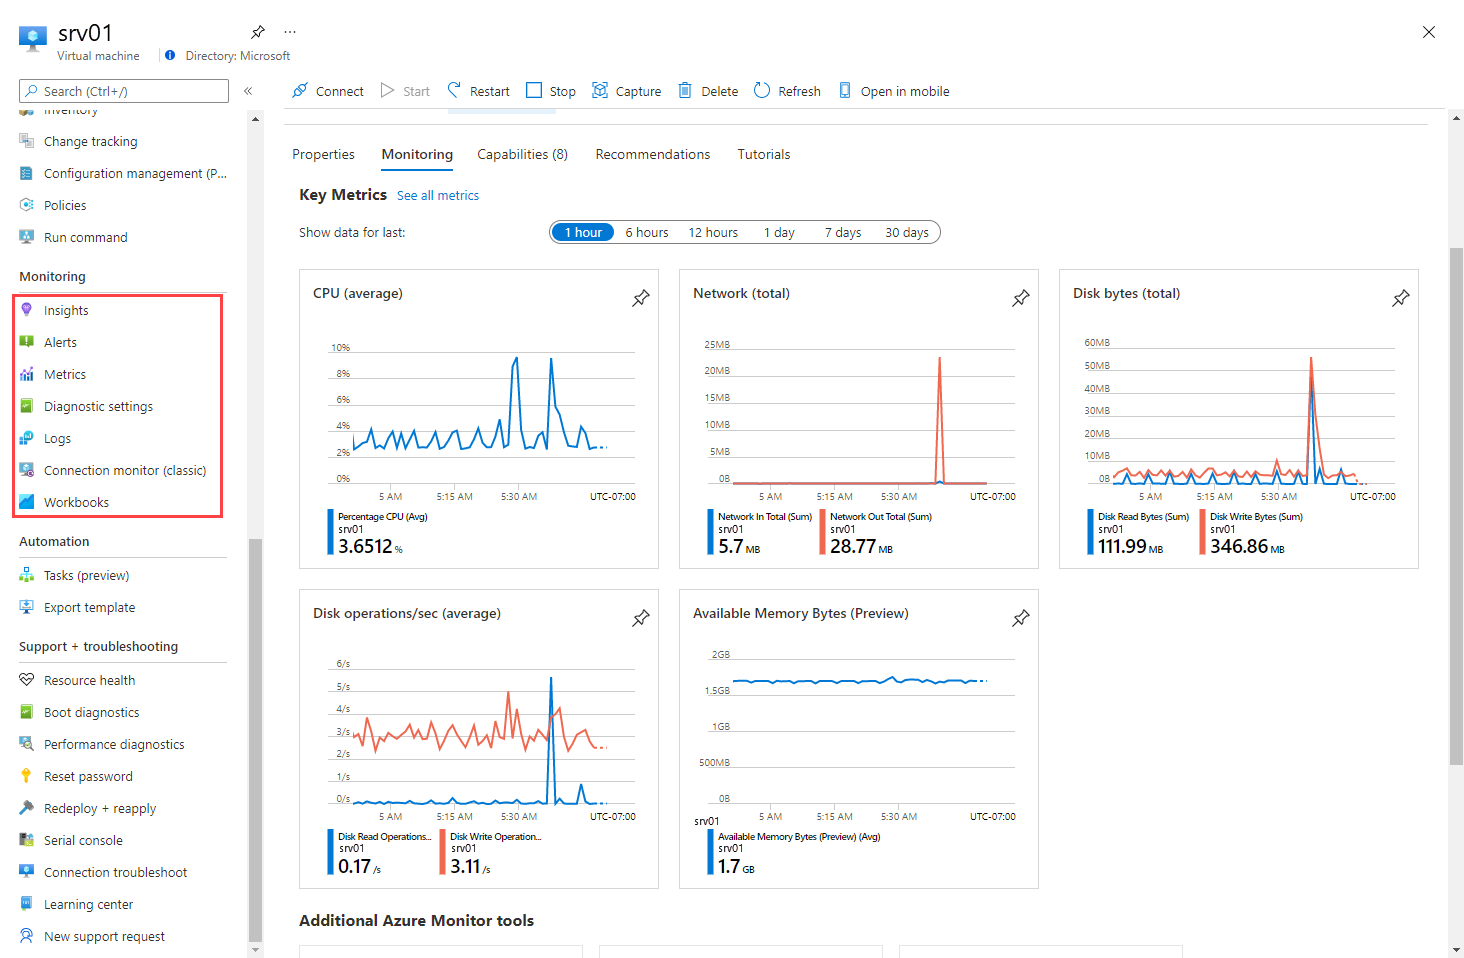 srv01
...
Virtual machine
Directory: Microsoft
Search (Ctrl+/)
«
Connect
Start
Restart
Stop
Capture
Delete
Refresh
Open in mobile
Inventory
Change tracking
Configuration management (P...
Policies
Run command
Monitoring
Insights
Alerts
Metrics
Diagnostic settings
Logs
Connection monitor (classic)
Workbooks
Automation
Tasks (preview)
Export template
Support + troubleshooting
Resource health
Boot diagnostics
Performance diagnostics
Reset password
Redeploy + reapply
Serial console
Connection troubleshoot
Learning center
New support request
Properties
Monitoring
Capabilities (8)
Recommendations
Tutorials
Key Metrics
See all metrics
Show data for last:
1 hour
6 hours
12 hours
1 day
7 days
30 days
CPU (average)
10%
8%
6%
4%
2%
0%
5 AM
5:15 AM
5:30 AM
UTC-07:00
Percentage CPU (Avg)
srv01
3.6512 %
Network (total)
25MB
20MB
15MB
10MB
5MB
0B
5 AM
5:15 AM
5:30 AM
UTC-07:00
Network In Total (Sum)
srv01
5.7 MB
Network Out Total (Sum)
srv01
28.77 MB
Disk bytes (total)
60MB
50MB
40MB
30MB
20MB
10MB
0B
5 AM
5:15 AM
5:30 AM
UTC-07:00
Disk Read Bytes (Sum)
srv01
111.99 MB
Disk Write Bytes (Sum)
srv01
346.86 MB
Disk operations/sec (average)
6/s
5/s
4/s
3/s
2/s
1/s
0/s
5 AM
5:15 AM
5:30 AM
UTC-07:00
Disk Read Operations...
srv01
0.17 /s
Disk Write Operation...
srv01
3.11 /s
Available Memory Bytes (Preview)
2GB
1.5GB
1GB
500MB
0B
5 AM
5:15 AM
5:30 AM
UTC-07:00
srv01
Available Memory Bytes (Preview) (Avg)
srv01
1.7 GB
Additional Azure Monitor tools